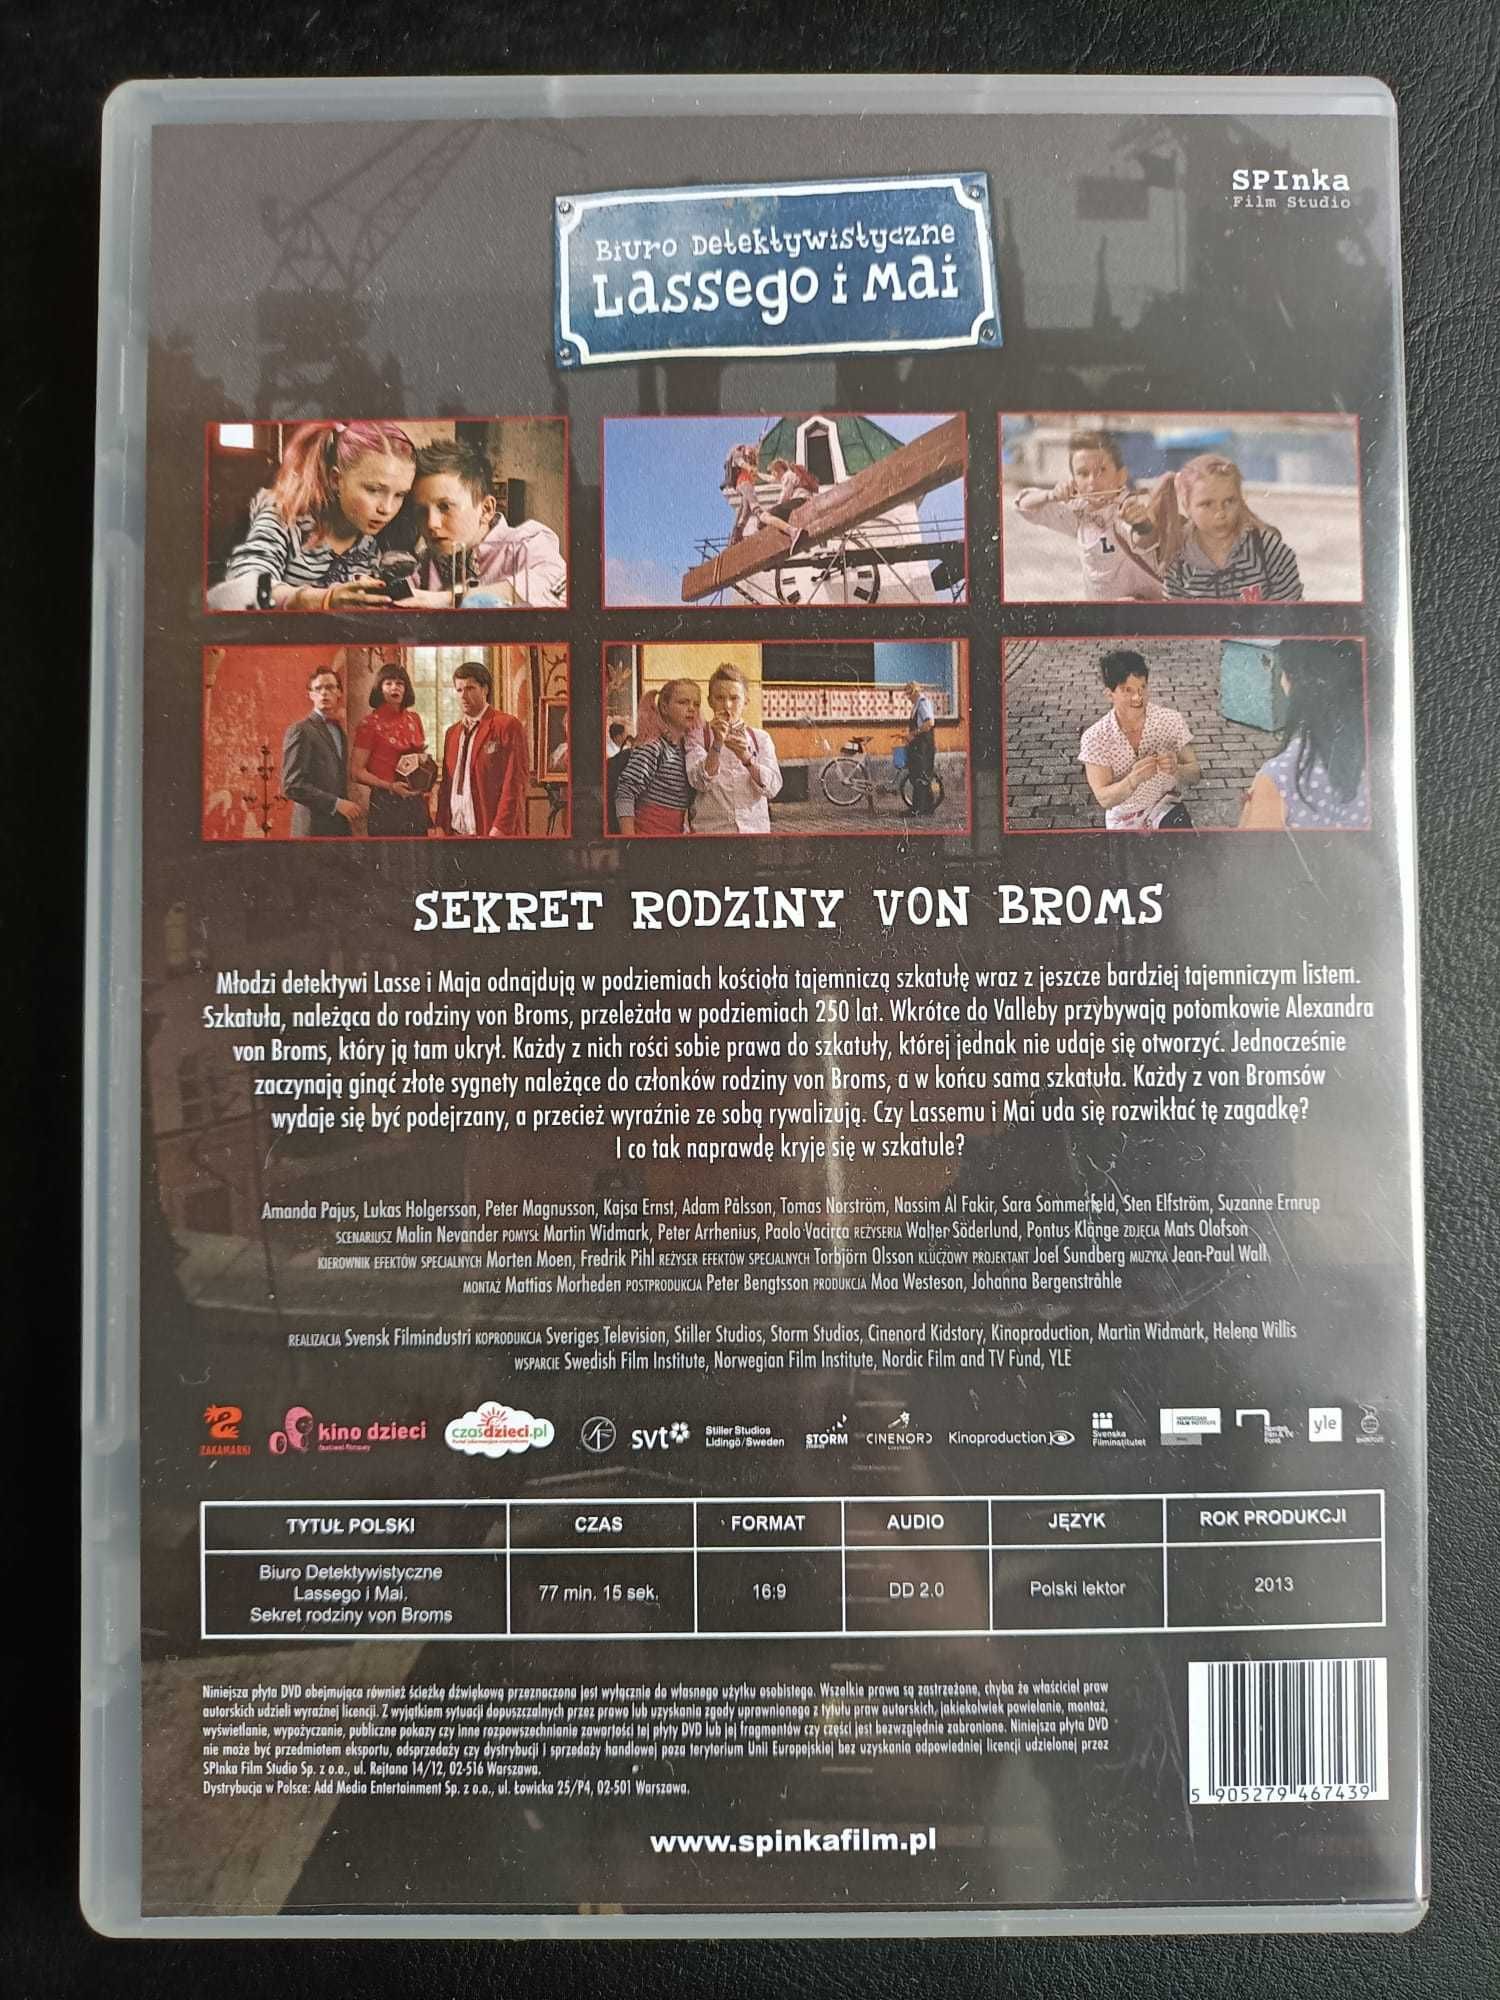 SPInka
Film Studio
Biuro Detektywistyczne
Lassego i Mai
SEKRET RODZINY VON BROMS
Młodzi detektywi Lasse i Maja odnajdują w podziemiach kościoła tajemniczą szkatułę wraz z jeszcze bardziej tajemniczym listem.
Szkatuła, należąca do rodziny von Broms, przeleżała w podziemiach 250 lat. Wkrótce do Valleby przybywają potomkowie Alexandra
von Broms, który ją tam ukrył. Każdy z nich rości sobie prawa do szkatuły, której jednak nie udaje się otworzyć. Jednocześnie
zaczynają ginąć złote sygnety należące do członków rodziny von Broms, a w końcu sama szkatuła. Każdy z von Bromsów
wydaje się być podejrzany, a przecież wyraźnie ze sobą rywalizują. Czy Lassemu i Mai uda się rozwikłać tę zagadkę?
I co tak naprawdę kryje się w szkatule?
Amanda Pajus, Lukas Holgersson, Peter Magnusson, Kajsa Ernst, Adam Pålsson, Tomas Norström, Nassim Al Fakir, Sara Sommerfeld, Sten Elfström, Suzanne Ernrup
SCENARIUSZ Malin Nevander POMYSŁ Martin Widmark, Peter Arrhenius, Paolo Vacirca REŻYSERIA Walter Söderlund, Pontus Klänge ZDJĘCIA Mats Olofson
KIEROWNIK EFEKTÓW SPECJALNYCH Morten Moen, Fredrik Pihl REŻYSER EFEKTÓW SPECJALNYCH Torbjörn Olsson KLUCZOWY PROJEKTANT Joel Sundberg MUZYKA Jean-Paul Wall
MONTAŻ Mattias Morheden POSTPRODUKCJA Peter Bengtsson PRODUKCJA Moa Westeson, Johanna Bergenstråhle
REALIZACJA Svensk Filmindustri KOPRODUKCJA Sveriges Television, Stiller Studios, Storm Studios, Cinenord Kidstory, Kinoproduction, Martin Widmark, Helena Willis
WSPARCIE Swedish Film Institute, Norwegian Film Institute, Nordic Film and TV Fund, YLE
ZAKAMARKI
kino dzieci
czasdzieci.pl
svt
Stiller Studios
Lidingö/Sweden
STORM
CINENORD
Kinoproduction
Svenska
Filminstitutet
yle
TYTUŁ POLSKI CZAS FORMAT AUDIO JĘZYK ROK PRODUKCJI
Biuro Detektywistyczne
Lassego i Mai.
Sekret rodziny von Broms
77 min. 15 sek. 16:9 DD 2.0 Polski lektor 2013
Niniejsza płyta DVD obejmująca również ścieżkę dźwiękową przeznaczona jest wyłącznie do własnego użytku osobistego. Wszelkie prawa są zastrzeżone, chyba że właściciel praw
autorskich udzieli wyraźnej licencji. Z wyjątkiem sytuacji dopuszczalnych przez prawo lub uzyskania zgody uprawnionego z tytułu praw autorskich, jakiekolwiek powielanie, montaż,
wyświetlanie, wypożyczanie, publiczne pokazy czy inne rozpowszechnianie zawartości tej płyty DVD lub jej fragmentów czy części jest bezwzględnie zabronione. Niniejsza płyta DVD
nie może być przedmiotem eksportu, odsprzedaży czy dystrybucji i sprzedaży handlowej poza terytorium Unii Europejskiej bez uzyskania odpowiedniej licencji udzielonej przez
SPInka Film Studio Sp. z o.o., ul. Rejtana 14/12, 02-516 Warszawa.
Dystrybucja w Polsce: Add Media Entertainment Sp. z o.o., ul. Łowicka 25/P4, 02-501 Warszawa.
5 905279 467439
www.spinkafilm.pl